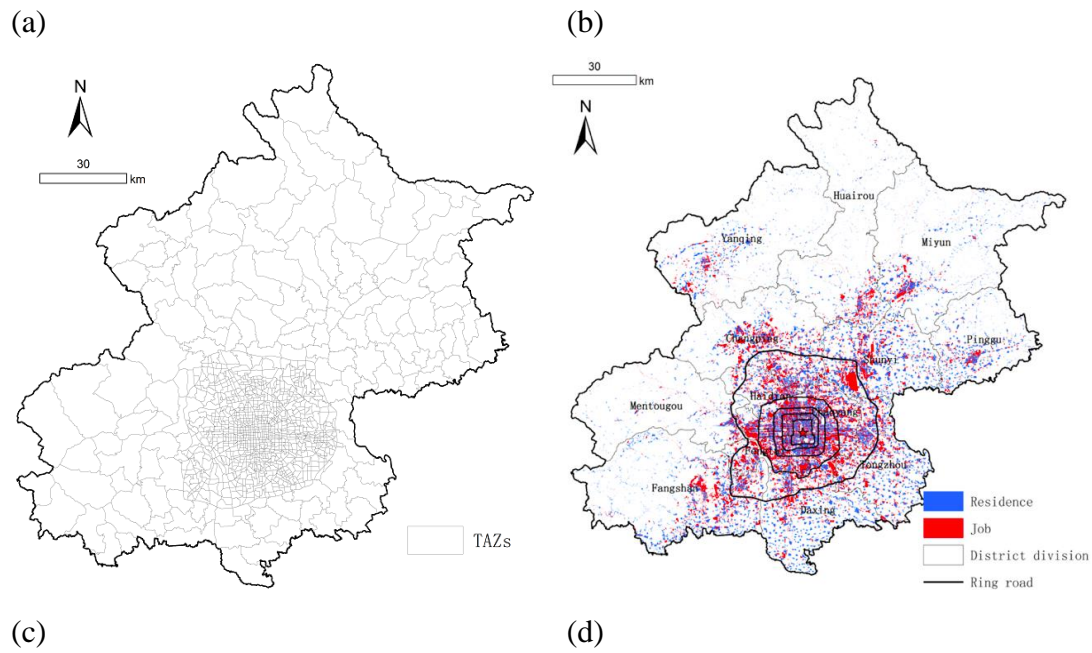 (a)
(b)
N
30
km
TAZs
30
km
N
Huairou
Yanqing
Miyun
Changping
Pinggu
Shunyi
Haidian
Mentougou
Chaoyang
Tongzhou
Fangshan
Daxing
Residence
Job
District division
Ring road
(c)
(d)